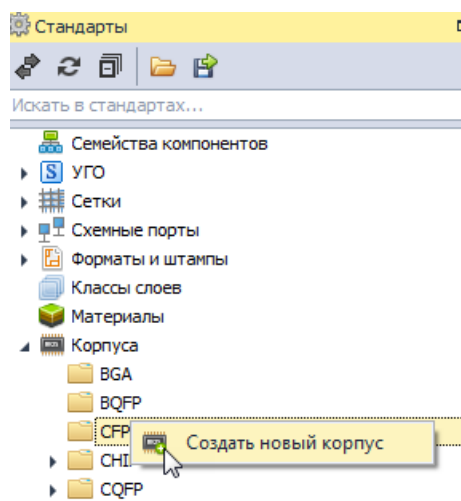 Стандарты
Искать в стандартах...
Семейства компонентов
S УГО
Сетки
Схемные порты
Форматы и штампы
Классы слоев
Материалы
Корпуса
BGA
BQFP
CFP
Создать новый корпус
CHI
CQFP